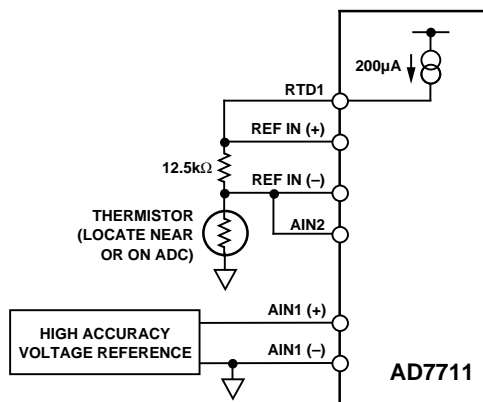 200µA
RTD1
REF IN (+)
12.5kΩ
REF IN (–)
THERMISTOR
(LOCATE NEAR
OR ON ADC)
AIN2
AIN1 (+)
HIGH ACCURACY
VOLTAGE REFERENCE
AIN1 (–)
AD7711